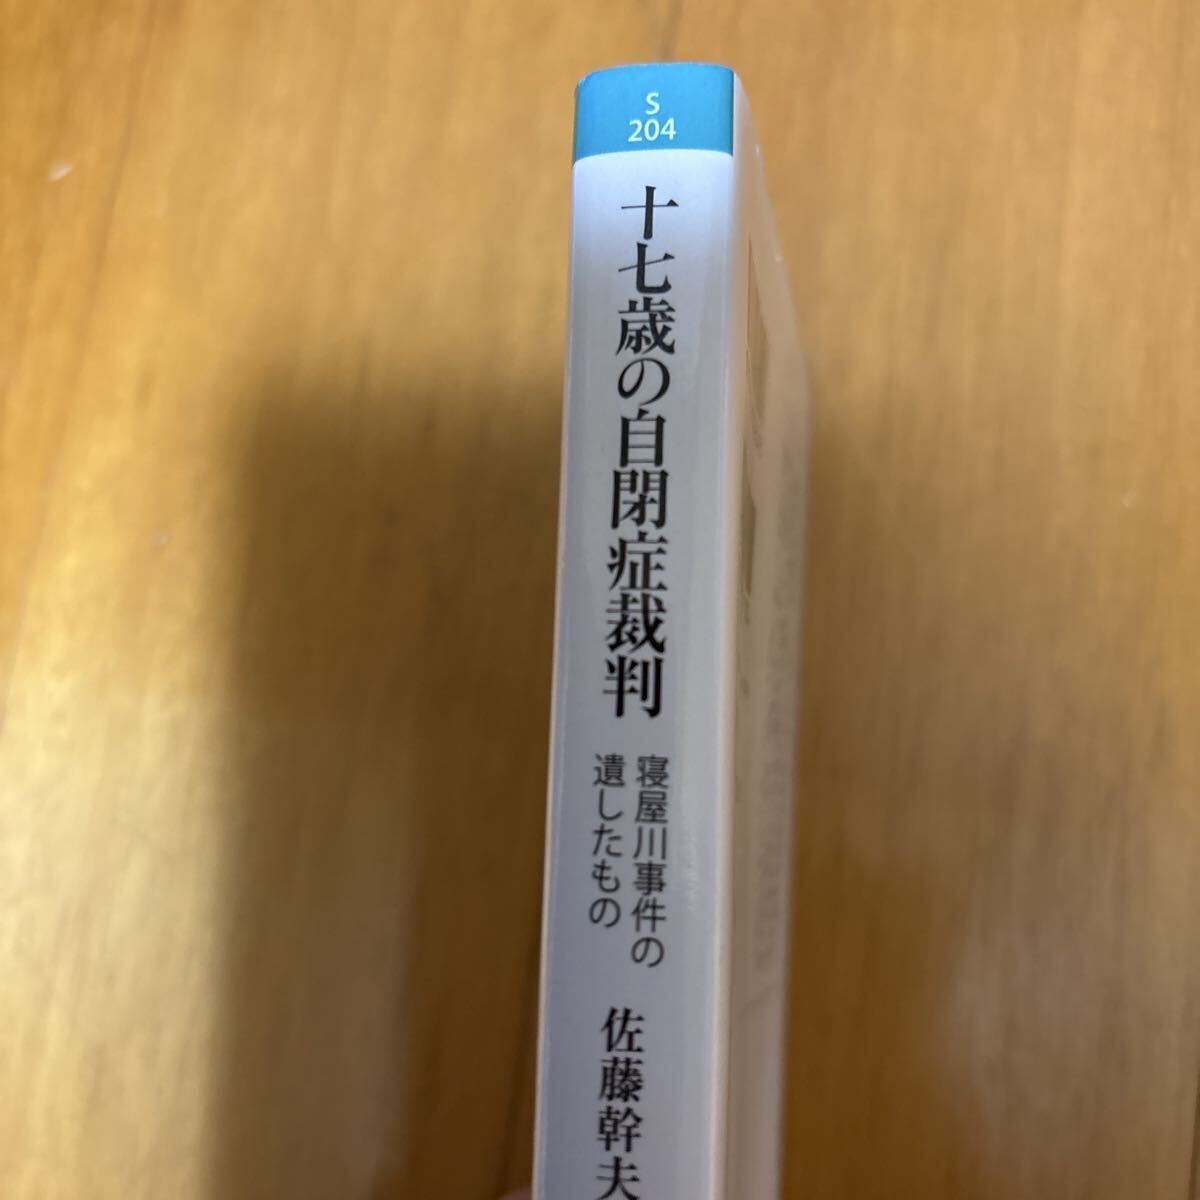 S
204
十七歳の自閉症裁判
寝屋川事件の
遺したもの
佐藤幹夫